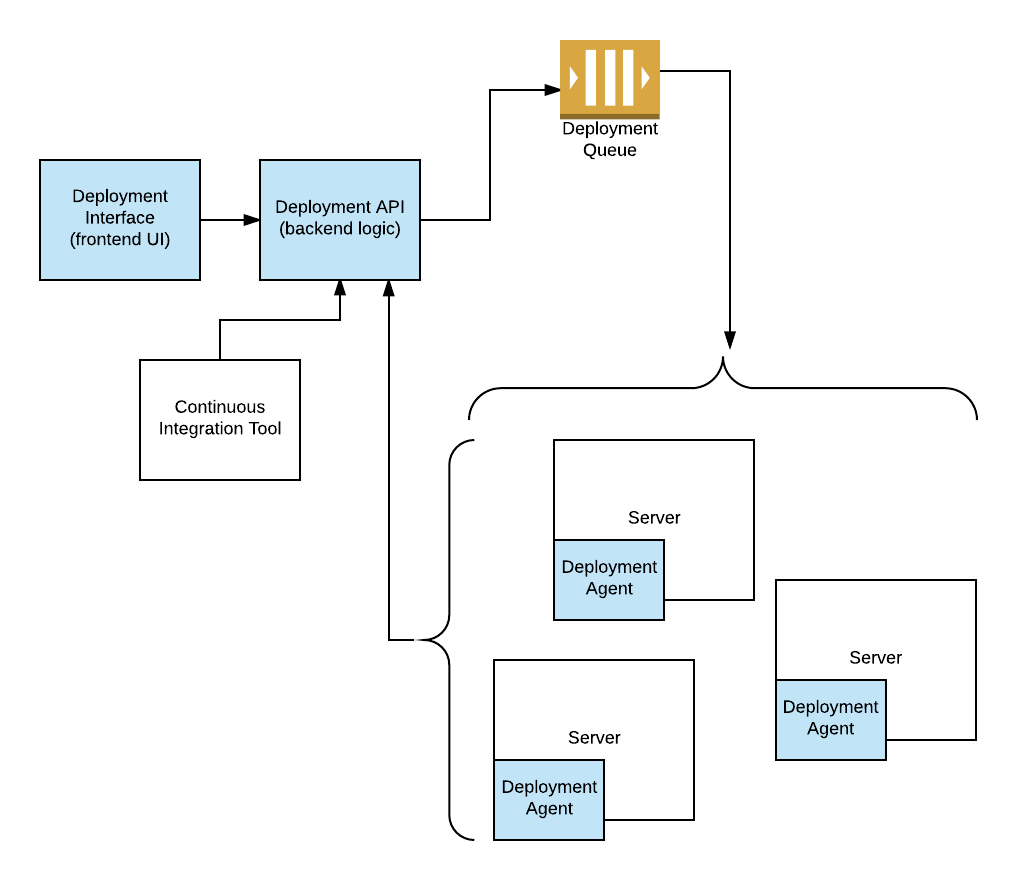 Deployment
Queue
Deployment
Interface
(frontend UI)
Deployment API
(backend logic)
Continuous
Integration Tool
Server
Deployment
Agent
Server
Deployment
Agent
Server
Deployment
Agent